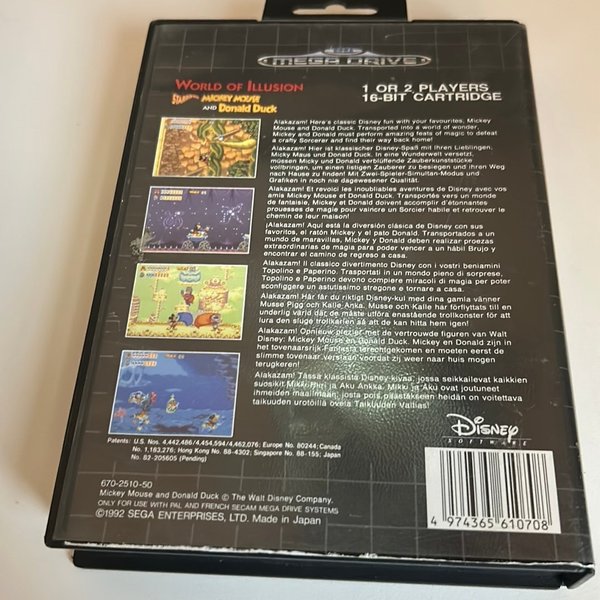 MEGA DRIVE
WORLD OF ILLUSION
STARRING MICKEY MOUSE
AND DONALD DUCK
1 OR 2 PLAYERS
16-BIT CARTRIDGE
Alakazam! Here's classic Disney fun with your favourites, Mickey
Mouse and Donald Duck. Transported into a world of wonder,
Mickey and Donald must perform amazing feats of magic to defeat
a crafty Sorcerer and find their way back home!
Alakazam! Hier ist klassischer Disney-Spaß mit Ihren Lieblingen,
Micky Maus und Donald Duck. In eine Wunderwelt versetzt,
müssen Micky und Donald verblüffende Zauberkunststücke
vollbringen, um einen listigen Zauberer zu besiegen und ihren Weg
nach Hause zu finden! Mit Zwei-Spieler-Simultan-Modus und
Grafiken in noch nie dagewesener Qualität.
Alakazam! Et revoici les inoubliables aventures de Disney avec vos
amis Mickey Mouse et Donald Duck. Transportés vers un monde
de fantaisie, Mickey et Donald doivent accomplir d'étonnantes
prouesses de magie pour vaincre un Sorcier habile et retrouver le
chemin de leur maison!
¡Alakazam! Aquí está la diversión clásica de Disney con sus
favoritos, el ratón Mickey y el pato Donald. Transportados a un
mundo de maravillas, Mickey y Donald deben realizar proezas
extraordinarias de magia para vencer a un hábil Brujo y
encontrar el camino de regreso a casa.
Alakazam! Il classico divertimento Disney con i vostri beniamini
Topolino e Paperino. Trasportati in un mondo pieno di sorprese,
Topolino e Paperino devono compiere miracoli di magia per poter
sconfiggere un astutissimo stregone e tornare a casa.
Alakazam! Här får du riktigt Disney-kul med dina gamla vänner
Musse Pigg och Kalle Anka. Musse och Kalle har förflyttats till en
underlig värld där de måste utföra enastående trollkonster för att
lura den sluge trollkarlen så att de kan hitta hem igen!
Alakazam! Opnieuw plezier met de vertrouwde figuren van Walt
Disney: Mickey Mouse en Donald Duck. Mickey en Donald zijn in
het tovenaarsrijk Fantasia terechtgekomen en moeten eerst de
slimme tovenaar verslaan voordat zij weer naar huis mogen
terugkeren!
Alakazam! Tässä klassista Disney-kivaa, jossa seikkailevat kaikkien
suosikit Mikki Hiiri ja Aku Ankka. Mikki ja Aku ovat joutuneet
ihmeiden maailmaan, josta pois päästäkseen heidän on voitettava
taikuuden urotöillä ovela Taikuuden Valtias!
Patents: U.S. Nos. 4,442,486/4,454,594/4,462,076; Europe No. 80244; Canada
No. 1,183,276; Hong Kong No. 88-4302; Singapore No. 88-155; Japan
No. 82-205605 (Pending)
Disney
SOFTWARE
670-2510-50
Mickey Mouse and Donald Duck © The Walt Disney Company.
ONLY FOR USE WITH PAL AND FRENCH SECAM MEGA DRIVE SYSTEMS
©1992 SEGA ENTERPRISES, LTD. Made in Japan
4 974365 610708